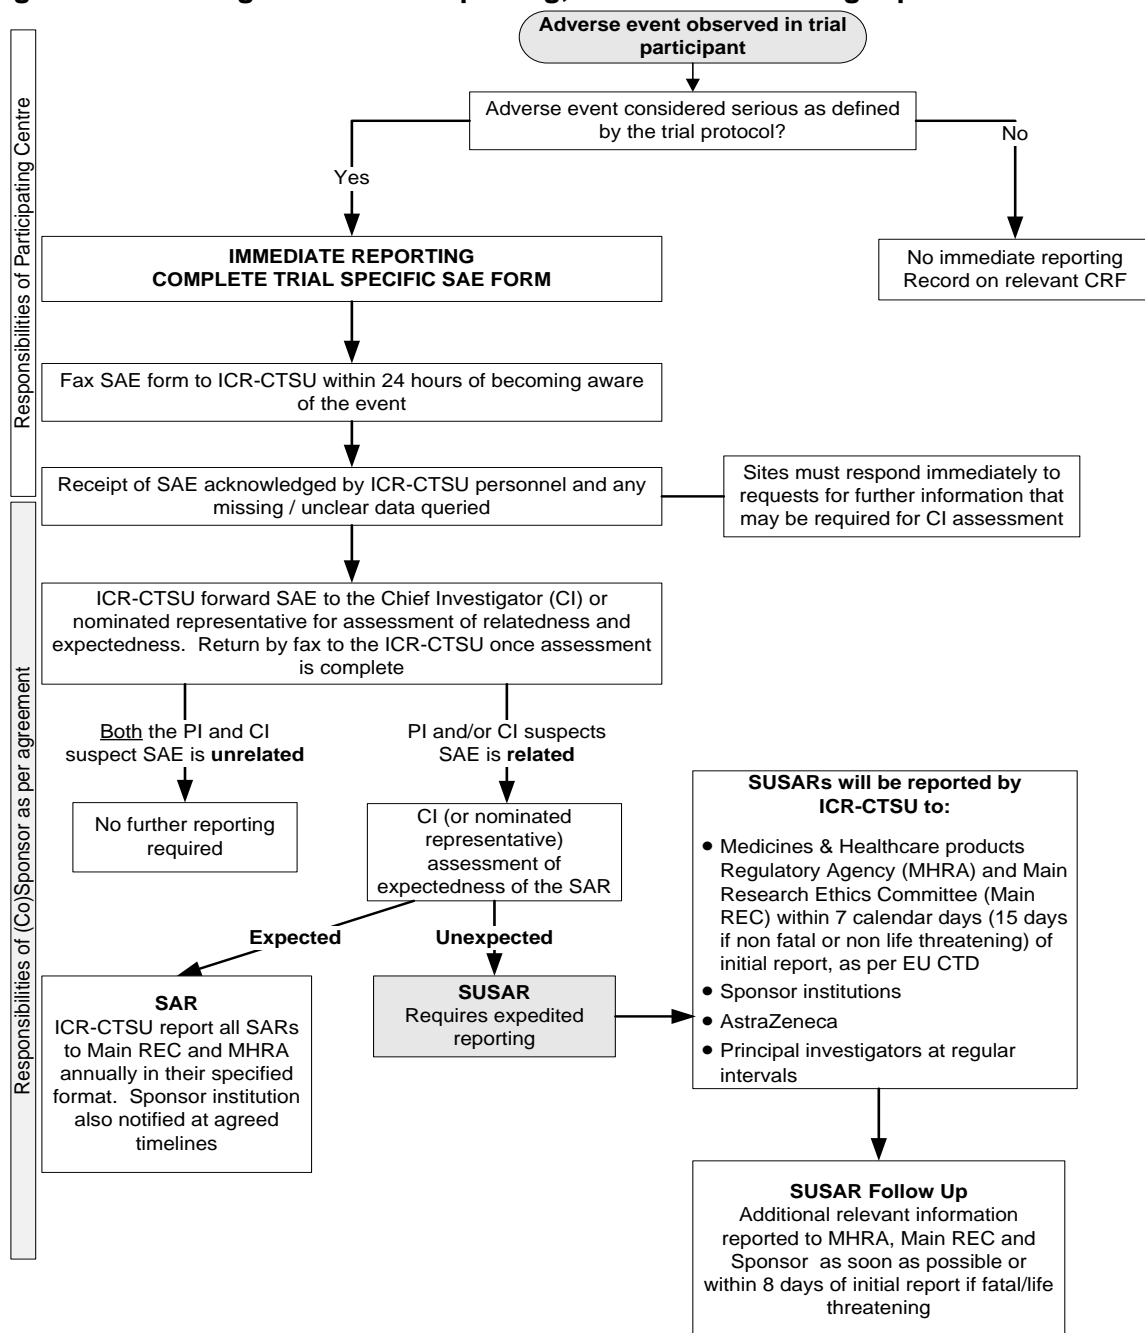 Adverse event observed in trial
participant
Adverse event considered serious as defined
by the trial protocol?
Yes
No
IMMEDIATE REPORTING
COMPLETE TRIAL SPECIFIC SAE FORM
No immediate reporting
Record on relevant CRF
Fax SAE form to ICR-CTSU within 24 hours of becoming aware
of the event
Receipt of SAE acknowledged by ICR-CTSU personnel and any
missing / unclear data queried
Sites must respond immediately to
requests for further information that
may be required for CI assessment
ICR-CTSU forward SAE to the Chief Investigator (CI) or
nominated representative for assessment of relatedness and
expectedness.  Return by fax to the ICR-CTSU once assessment
is complete
Both the PI and CI
suspect SAE is unrelated
PI and/or CI suspects
SAE is related
No further reporting
required
CI (or nominated
representative)
assessment of
expectedness of the SAR
Expected
Unexpected
SAR
ICR-CTSU report all SARs
to Main REC and MHRA
annually in their specified
format.  Sponsor institution
also notified at agreed
timelines
SUSAR
Requires expedited
reporting
SUSARs will be reported by
ICR-CTSU to:
• Medicines & Healthcare products
Regulatory Agency (MHRA) and Main
Research Ethics Committee (Main
REC) within 7 calendar days (15 days
if non fatal or non life threatening) of
initial report, as per EU CTD
• Sponsor institutions
• AstraZeneca
• Principal investigators at regular
intervals
SUSAR Follow Up
Additional relevant information
reported to MHRA, Main REC and
Sponsor  as soon as possible or
within 8 days of initial report if fatal/life
threatening
Responsibilities of Participating Centre
Responsibilities of (Co)Sponsor as per agreement